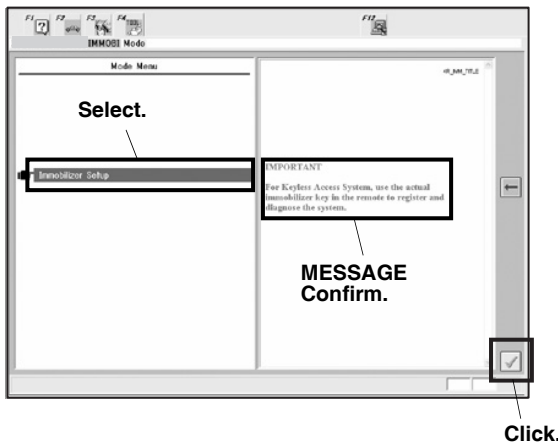 F1 F2 F3 F4 F12
IMMOBI Mode
Mode Menu
Select.
Immobilizer Setup
IMPORTANT
For Keyless Access System, use the actual
immobilizer key in the remote to register and
diagnose the system.
MESSAGE
Confirm.
Click.